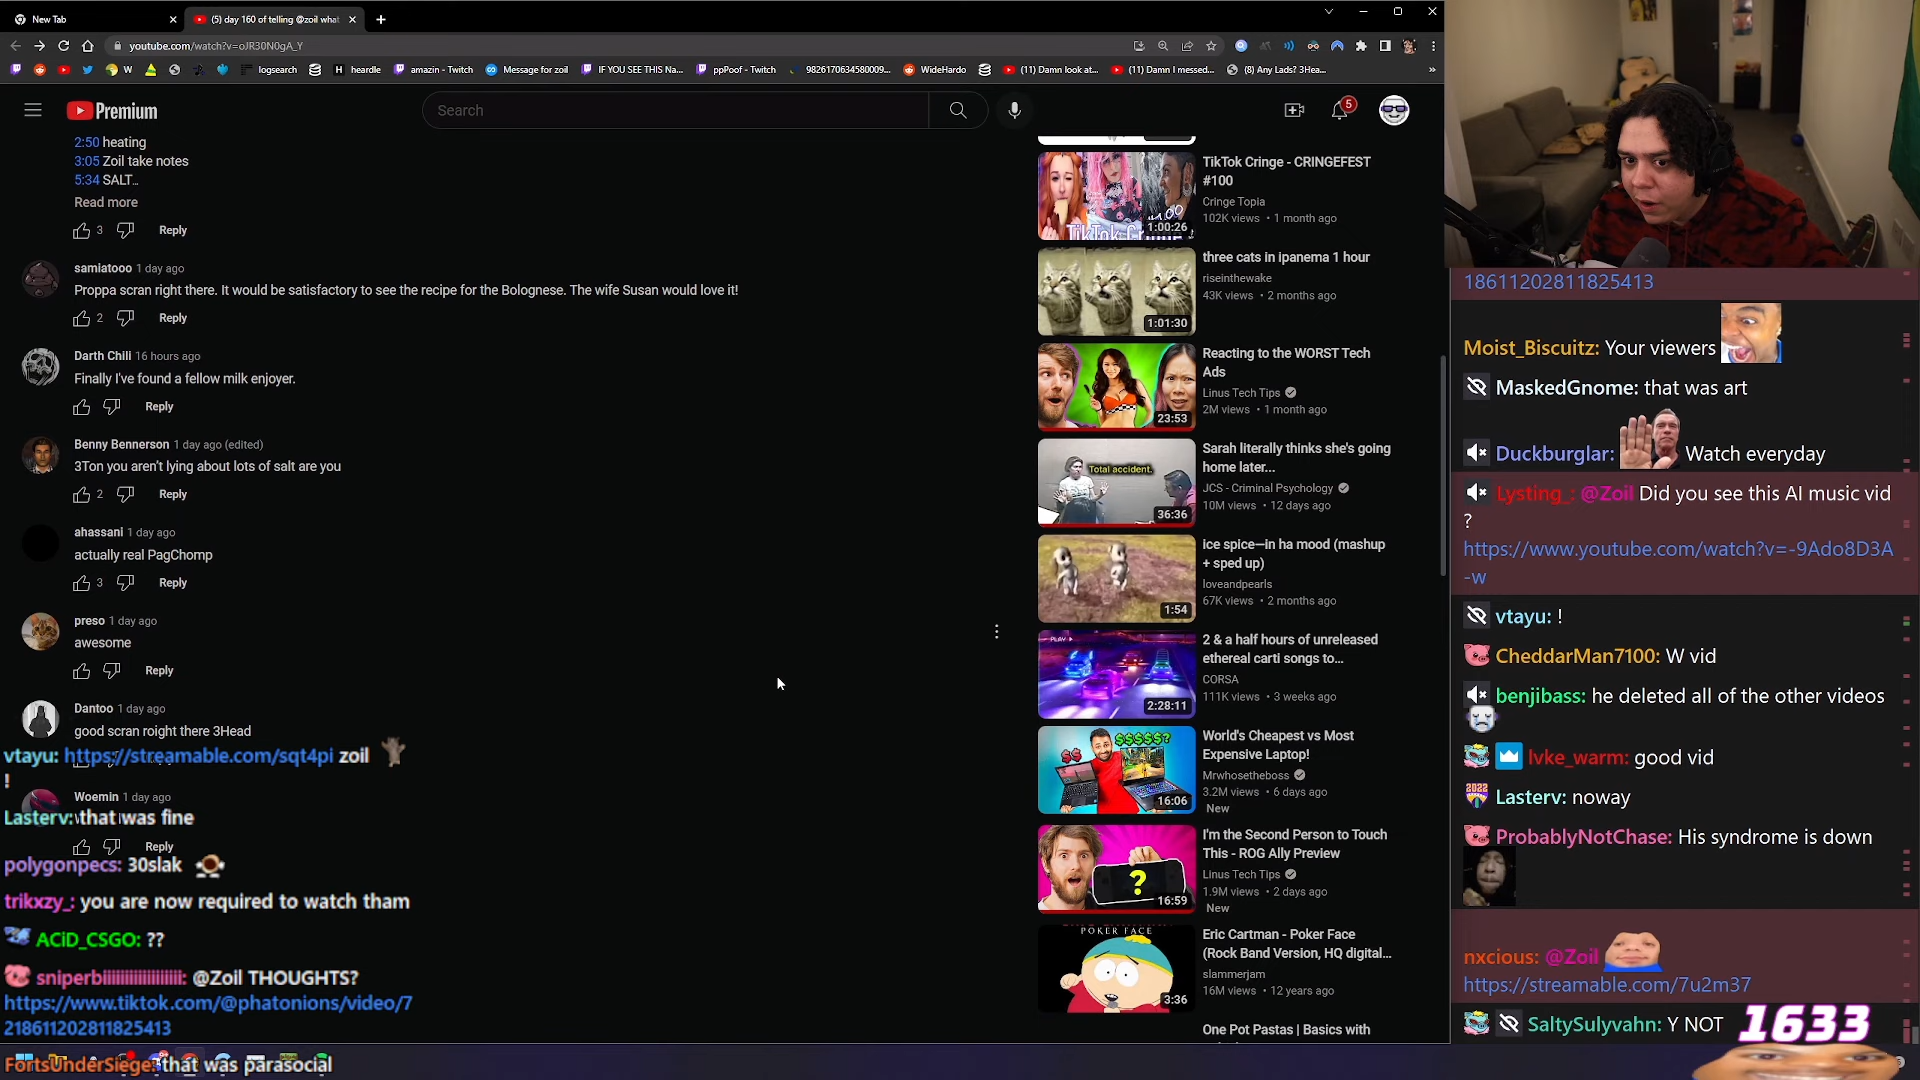 New Tab
(5) day 160 of telling @zoil what
youtube.com/watch?v=oJR30N0gA_Y
W
logsearch
heardle
amazin - Twitch
Message for zoil
IF YOU SEE THIS Na...
ppPoof - Twitch
9826170634580009...
WideHardo
(11) Damn look at...
(11) Damn I messed...
(8) Any Lads? 3Hea...
Premium
Search
5
2:50 heating
3:05 Zoil take notes
5:34 SALT...
Read more
3 Reply
samiatooo 1 day ago
Proppa scran right there. It would be satisfactory to see the recipe for the Bolognese. The wife Susan would love it!
2 Reply
Darth Chili 16 hours ago
Finally I've found a fellow milk enjoyer.
Reply
Benny Bennerson 1 day ago (edited)
3Ton you aren't lying about lots of salt are you
2 Reply
ahassani 1 day ago
actually real PagChomp
3 Reply
preso 1 day ago
awesome
Reply
Dantoo 1 day ago
good scran roight there 3Head
Woemin 1 day ago
Reply
vtayu: https://streamable.com/sqt4pi zoil
!
Lasterv: that was fine
polygonpecs: 30slak
trikxzy_: you are now required to watch tham
ACiD_CSGO: ??
@Zoil THOUGHTS?
https://www.tiktok.com/@phatonions/video/7
218611202811825413
FortsUnderSiege: that was parasocial
TikTok Cringe - CRINGEFEST
#100
Cringe Topia
102K views • 1 month ago
1:00:26
three cats in ipanema 1 hour
riseinthewake
43K views • 2 months ago
1:01:30
Reacting to the WORST Tech
Ads
Linus Tech Tips
2M views • 1 month ago
23:53
Sarah literally thinks she's going
home later...
JCS - Criminal Psychology
10M views • 12 days ago
Total accident.
36:36
ice spice—in ha mood (mashup
+ sped up)
loveandpearls
67K views • 2 months ago
1:54
2 & a half hours of unreleased
ethereal carti songs to...
CORSA
111K views • 3 weeks ago
PLAY
2:28:11
World's Cheapest vs Most
Expensive Laptop!
Mrwhosetheboss
3.2M views • 6 days ago
New
$$
$$$$$?
16:06
I'm the Second Person to Touch
This - ROG Ally Preview
Linus Tech Tips
1.9M views • 2 days ago
New
?
16:59
Eric Cartman - Poker Face
(Rock Band Version, HQ digital...
slammerjam
16M views • 12 years ago
POKER FACE
3:36
One Pot Pastas | Basics with
18611202811825413
Moist_Biscuitz: Your viewers
MaskedGnome: that was art
Duckburglar: Watch everyday
Lysting_: @Zoil Did you see this AI music vid
?
https://www.youtube.com/watch?v=-9Ado8D3A
-w
vtayu: !
CheddarMan7100: W vid
benjibass: he deleted all of the other videos
lvke_warm: good vid
Lasterv: noway
ProbablyNotChase: His syndrome is down
nxcious: @Zoil
https://streamable.com/7u2m37
SaltySulyvahn: Y NOT
1633